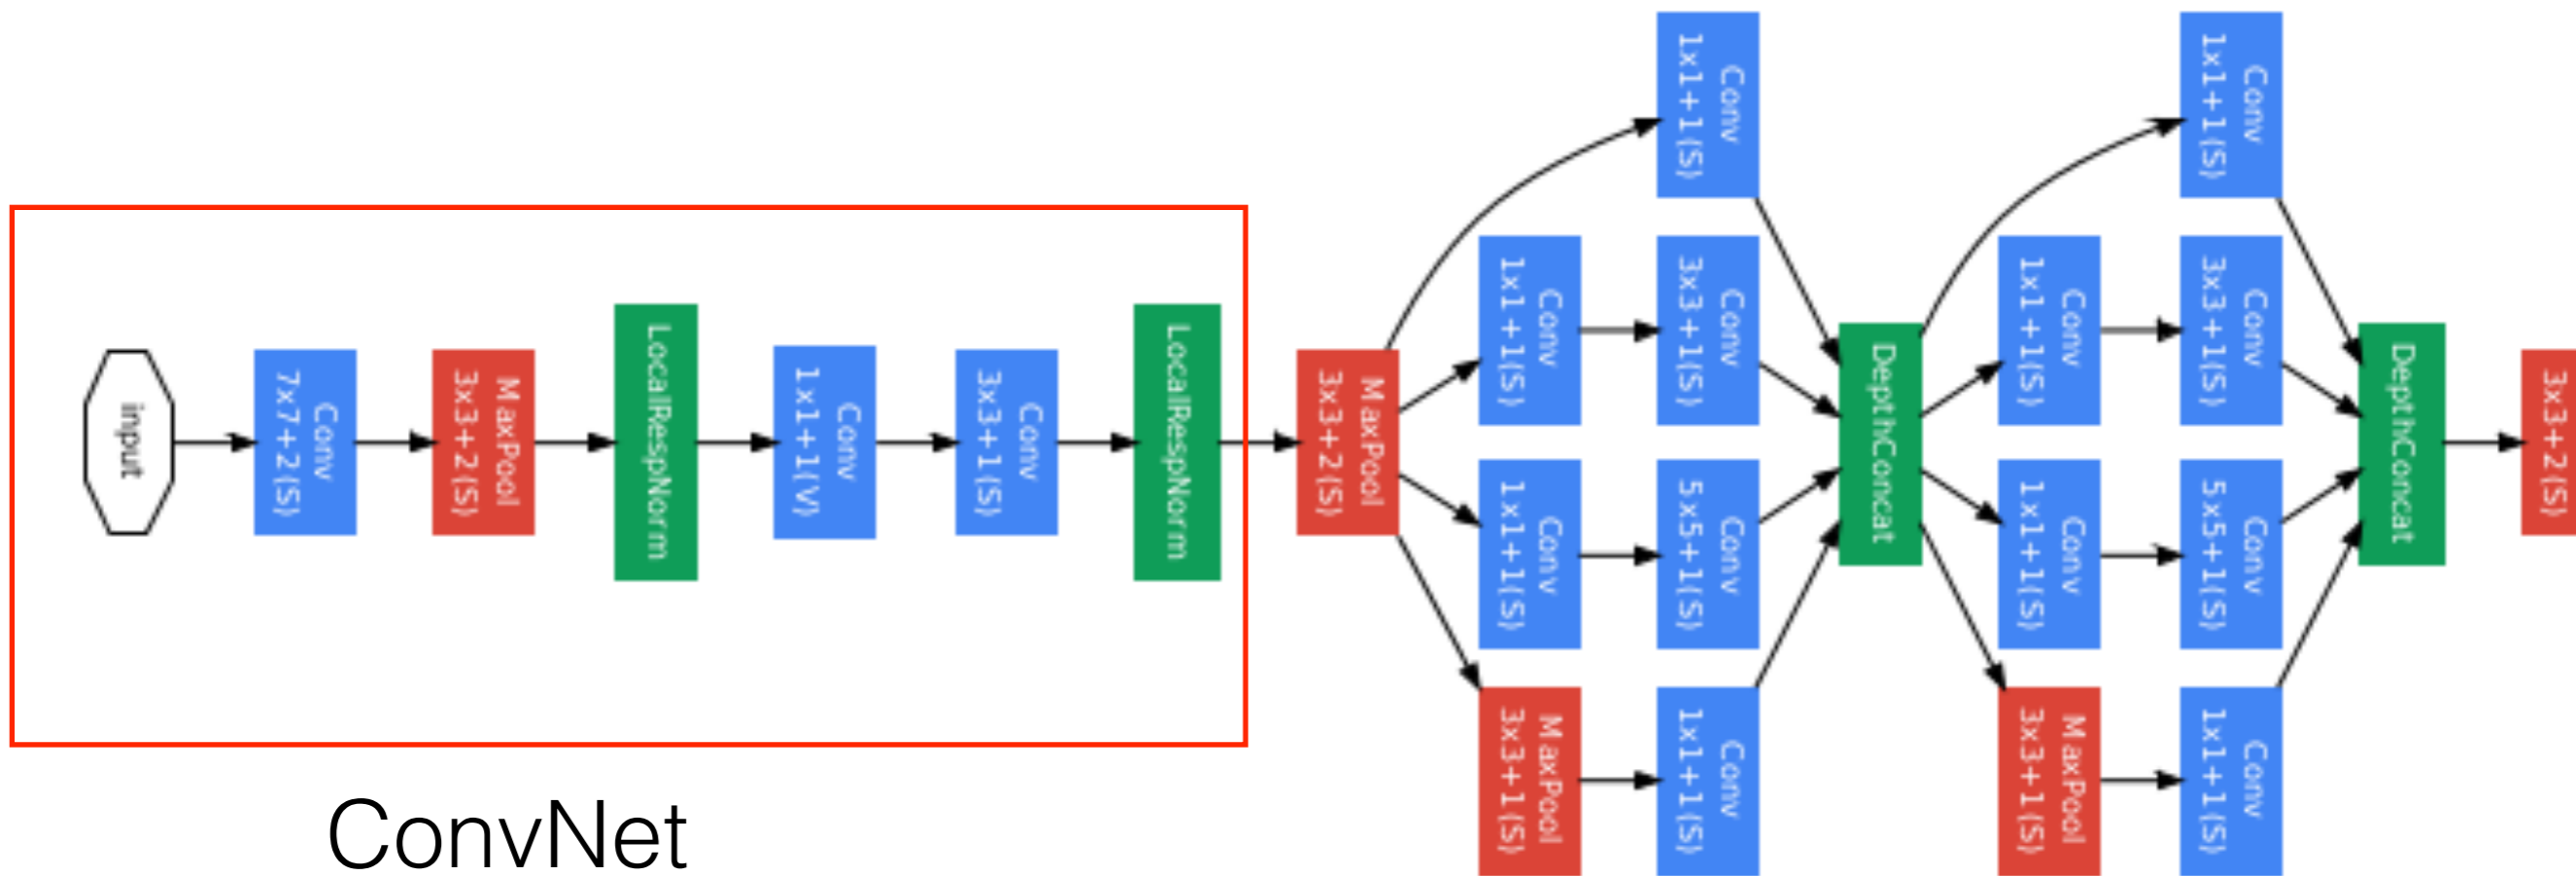 input
Conv
7x7+2(S)
MaxPool
3x3+2(S)
LocalRespNorm
Conv
1x1+1(V)
Conv
3x3+1(S)
LocalRespNorm
MaxPool
3x3+2(S)
Conv
1x1+1(S)
Conv
1x1+1(S)
Conv
3x3+1(S)
Conv
1x1+1(S)
Conv
5x5+1(S)
MaxPool
3x3+1(S)
Conv
1x1+1(S)
DepthConcat
Conv
1x1+1(S)
Conv
1x1+1(S)
Conv
3x3+1(S)
Conv
1x1+1(S)
Conv
5x5+1(S)
MaxPool
3x3+1(S)
Conv
1x1+1(S)
DepthConcat
3x3+2(S)
ConvNet